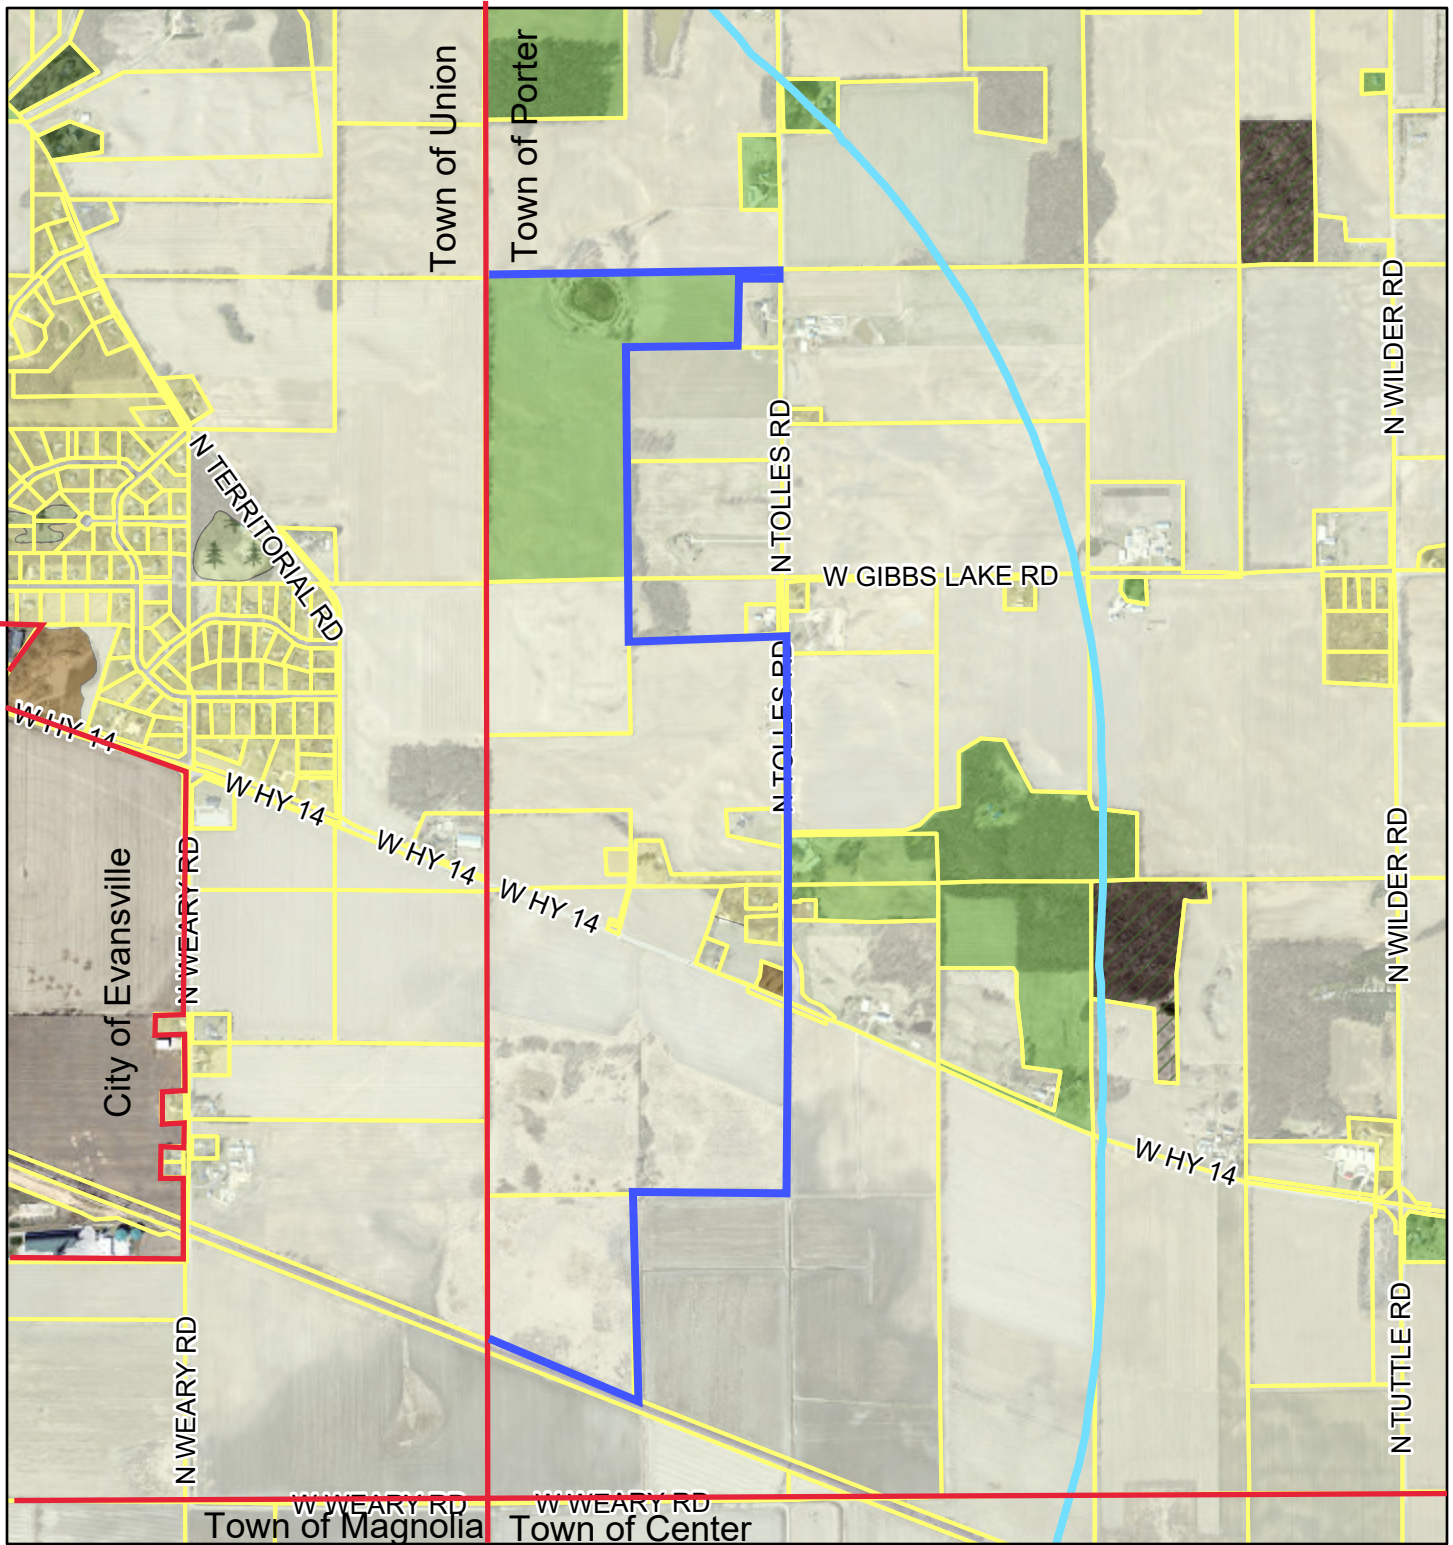 Town of Union
Town of Porter
N WILDER RD
N TERRITORIAL RD
N TOLLES RD
W GIBBS LAKE RD
N TOLLES RD
W HY 14
W HY 14
W HY 14
W HY 14
City of Evansville
N WEARY RD
N WILDER RD
W HY 14
N WEARY RD
N TUTTLE RD
W WEARY RD
W WEARY RD
Town of Magnolia
Town of Center